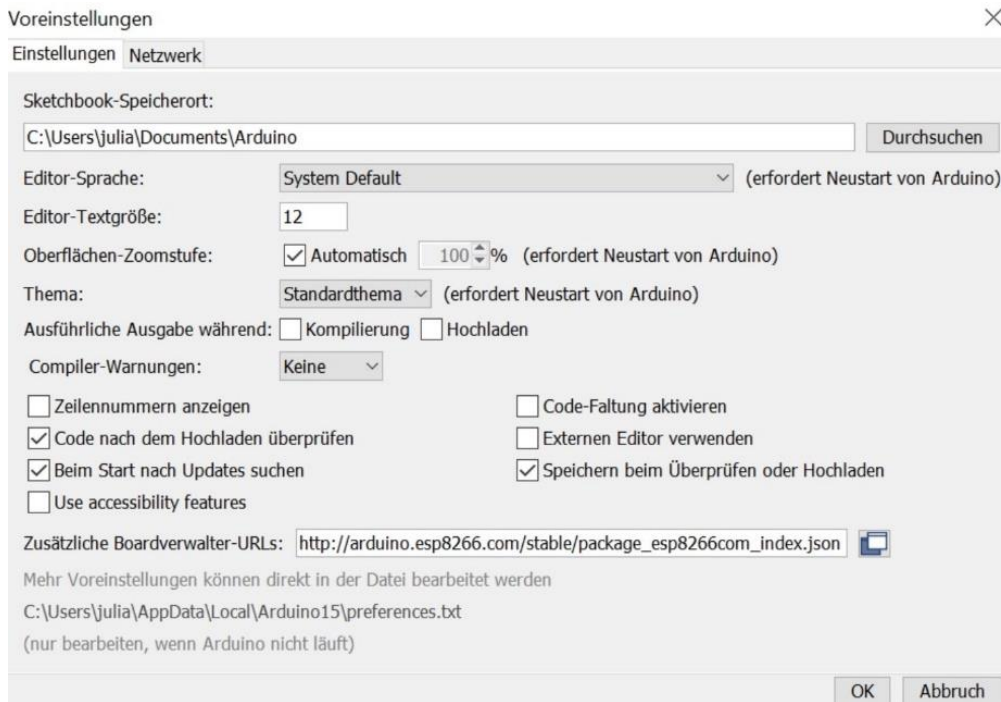 Voreinstellungen
Einstellungen Netzwerk
Sketchbook-Speicherort:
C:\Users\julia\Documents\Arduino Durchsuchen
Editor-Sprache: System Default (erfordert Neustart von Arduino)
Editor-Textgröße: 12
Oberflächen-Zoomstufe: Automatisch 100 % (erfordert Neustart von Arduino)
Thema: Standardthema (erfordert Neustart von Arduino)
Ausführliche Ausgabe während: Kompilierung Hochladen
Compiler-Warnungen: Keine
Zeilennummern anzeigen Code-Faltung aktivieren
Code nach dem Hochladen überprüfen Externen Editor verwenden
Beim Start nach Updates suchen Speichern beim Überprüfen oder Hochladen
Use accessibility features
Zusätzliche Boardverwalter-URLs: http://arduino.esp8266.com/stable/package_esp8266com_index.json
Mehr Voreinstellungen können direkt in der Datei bearbeitet werden
C:\Users\julia\AppData\Local\Arduino15\preferences.txt
(nur bearbeiten, wenn Arduino nicht läuft)
OK Abbruch